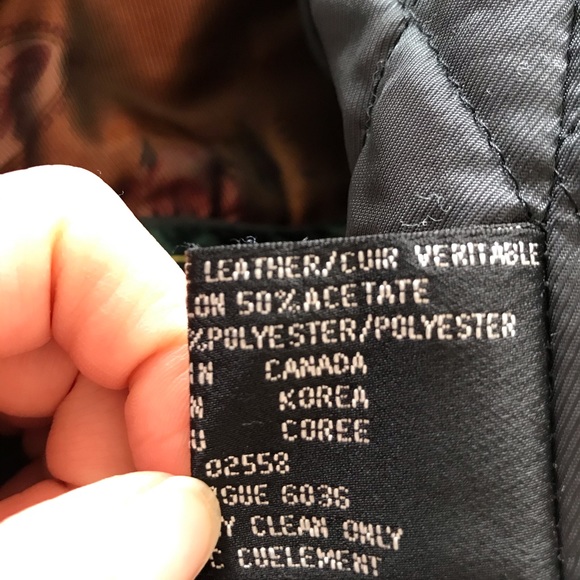 LEATHER/CUIR VERITABLE
ON 50%ACETATE
%POLYESTER/POLYESTER
N CANADA
N KOREA
U COREE
02558
GUE 6036
Y CLEAN ONLY
C CUELEMENT